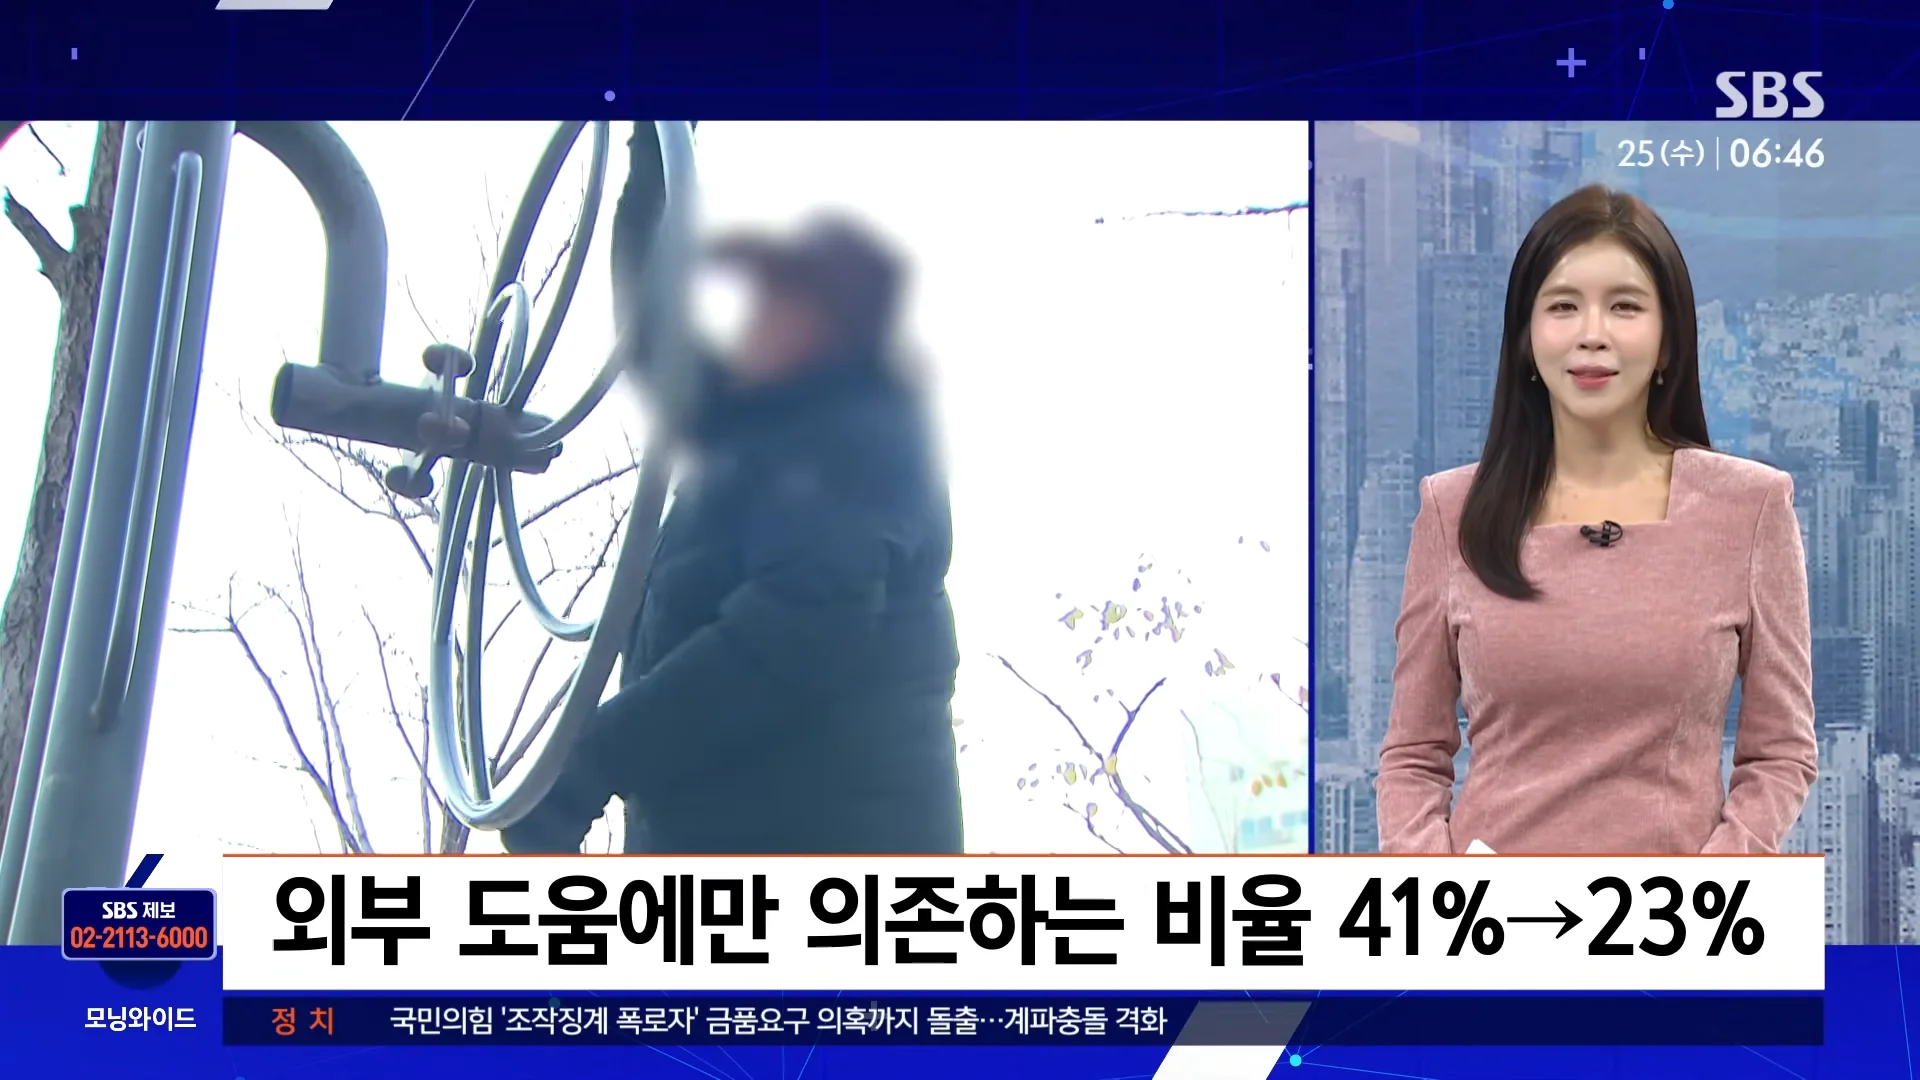 SBS
25(수) | 06:46
외부 도움에만 의존하는 비율 41%→23%
SBS 제보
02-2113-6000
모닝와이드
정 치 국민의힘 '조작징계 폭로자' 금품요구 의혹까지 돌출…계파충돌 격화